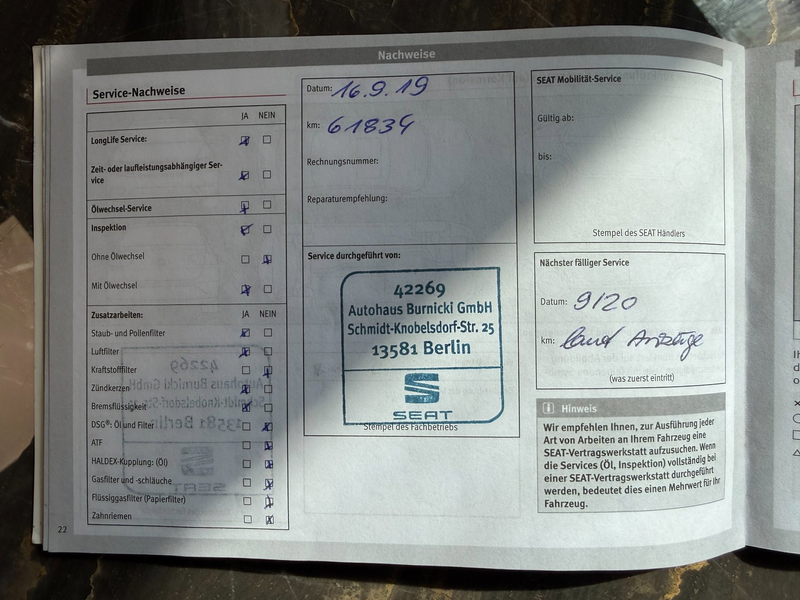 Nachweise
Service-Nachweise
JA NEIN
LongLife Service:
Zeit- oder laufleistungsabhängiger Ser-
vice
Ölwechsel-Service
Inspektion
Ohne Ölwechsel
Mit Ölwechsel
Zusatzarbeiten: JA NEIN
Staub- und Pollenfilter
Luftfilter
Kraftstofffilter
Zündkerzen
Bremsflüssigkeit
DSG®: Öl und Filter
ATF
HALDEX-Kupplung: (Öl)
Gasfilter und -schläuche
Flüssiggasfilter (Papierfilter)
Zahnriemen
22
Datum: 16.9.19
km: 61834
Rechnungsnummer:
Reparaturempfehlung:
Service durchgeführt von:
42269
Autohaus Burnicki GmbH
Schmidt-Knobelsdorf-Str. 25
13581 Berlin
SEAT
Stempel des Fachbetriebs
SEAT Mobilität-Service
Gültig ab:
bis:
Stempel des SEAT Händlers
Nächster fälliger Service
Datum: 9/20
km: laut Anzeige
(was zuerst eintritt)
Hinweis
Wir empfehlen Ihnen, zur Ausführung jeder
Art von Arbeiten an Ihrem Fahrzeug eine
SEAT-Vertragswerkstatt aufzusuchen. Wenn
die Services (Öl, Inspektion) vollständig bei
einer SEAT-Vertragswerkstatt durchgeführt
werden, bedeutet dies einen Mehrwert für Ihr
Fahrzeug.